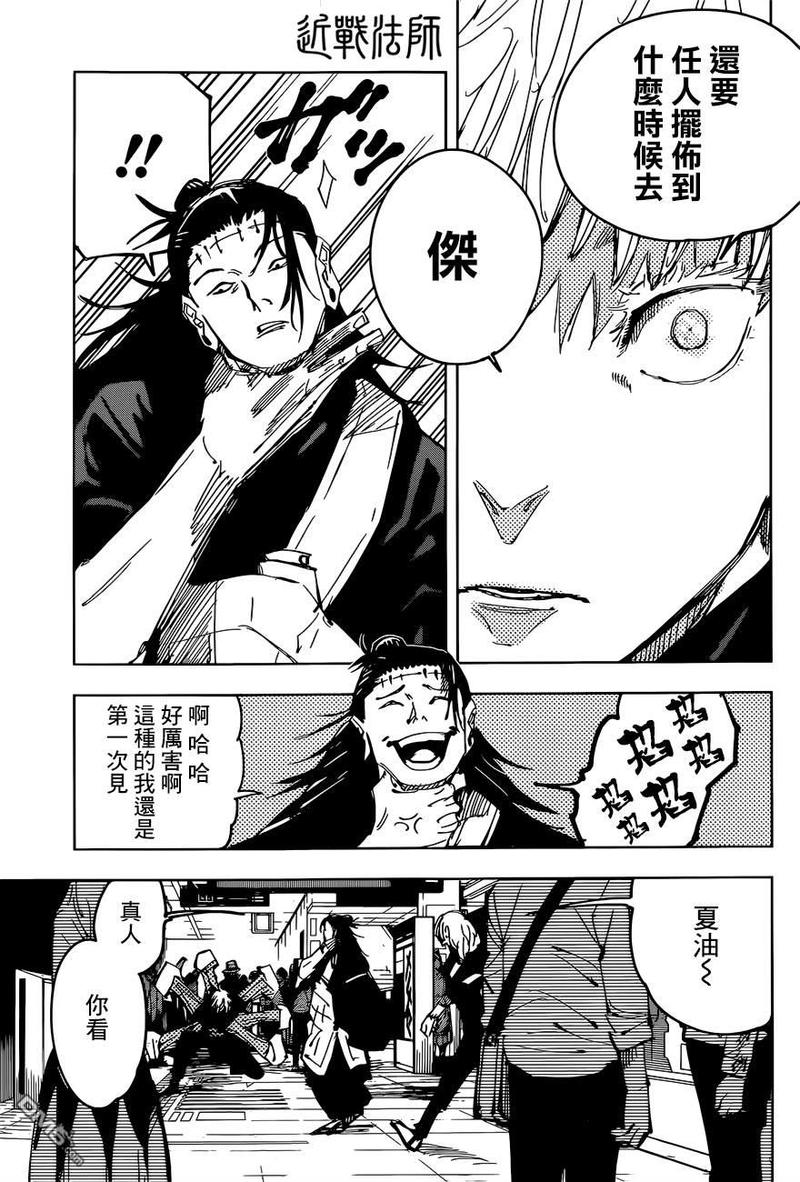 近戰法師
還要
任人擺佈到
什麼時候去
傑
ガッ
!!
掐
掐
掐
掐
掐
掐
啊哈哈
好厲害啊
這種的我還是
第一次見
夏油~
真人
你看